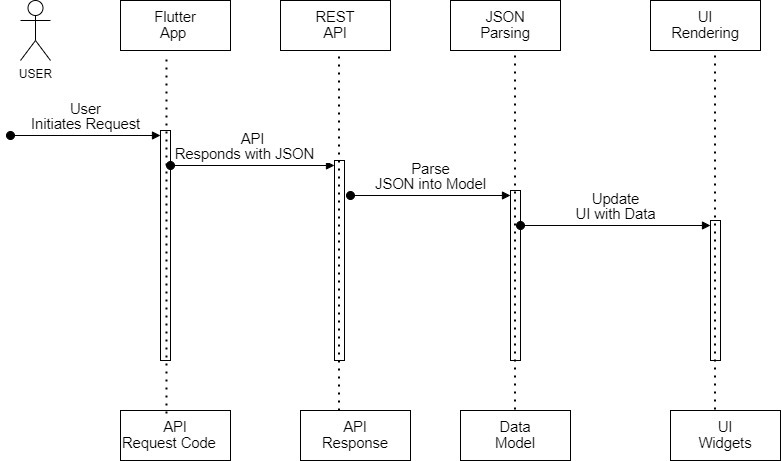 Flutter
App
REST
API
JSON
Parsing
UI
Rendering
USER
User
Initiates Request
API
Responds with JSON
Parse
JSON into Model
Update
UI with Data
API
Request Code
API
Response
Data
Model
UI
Widgets